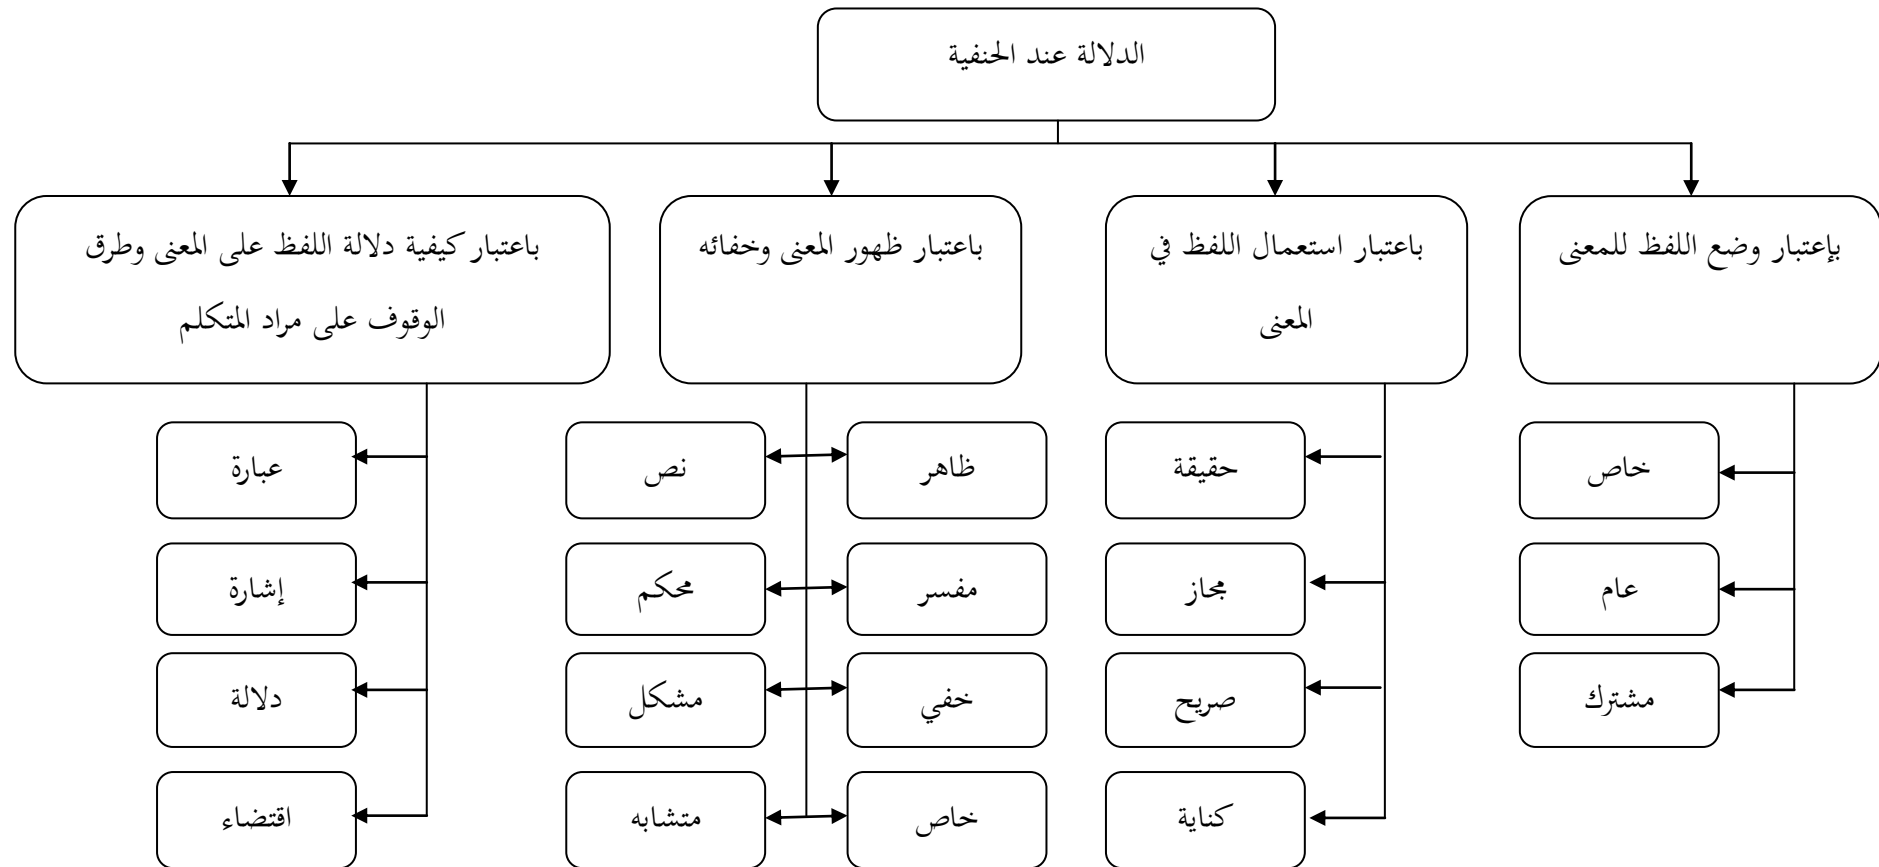 الدلالة عند الحنفية
بإعتبار وضع اللفظ للمعنى
باعتبار استعمال اللفظ في
المعنى
باعتبار ظهور المعنى وخفائه
باعتبار كيفية دلالة اللفظ على المعنى وطرق
الوقوف على مراد المتكلم
خاص
عام
مشترك
حقيقة
مجاز
صريح
كناية
ظاهر
نص
مفسر
محكم
خفي
مشكل
خاص
متشابه
عبارة
إشارة
دلالة
اقتضاء